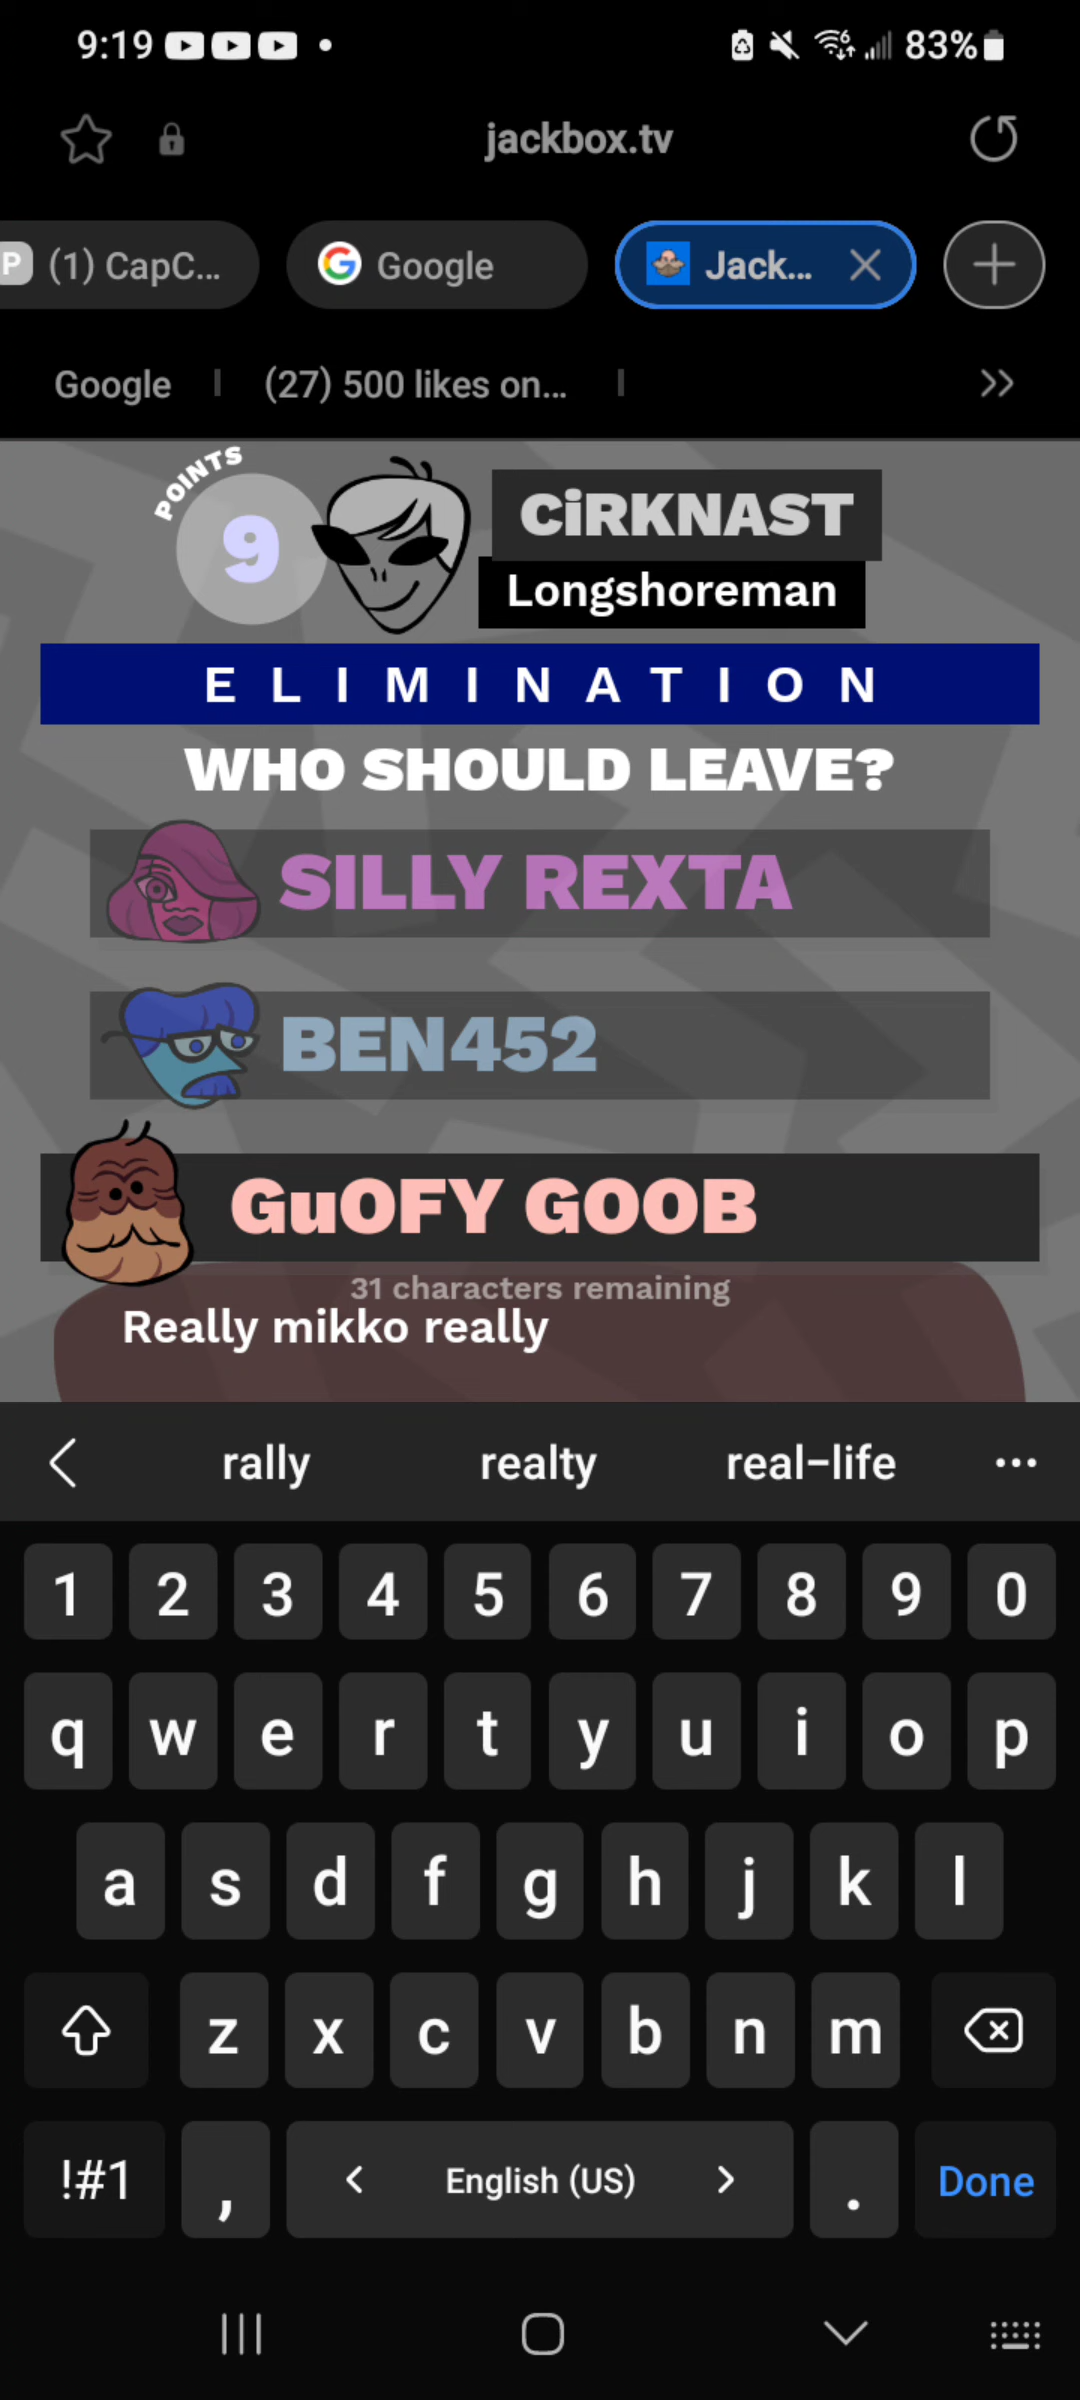 9:19 83%
jackbox.tv
P (1) CapC... Google Jack...
Google | (27) 500 likes on... |
POINTS
9
CiRKNAST
Longshoreman
ELIMINATION
WHO SHOULD LEAVE?
SILLY REXTA
BEN452
GuOFY GOOB
31 characters remaining
Really mikko really
rally realty real-life ...
1 2 3 4 5 6 7 8 9 0
q w e r t y u i o p
a s d f g h j k l
z x c v b n m
!#1 , < English (US) > . Done